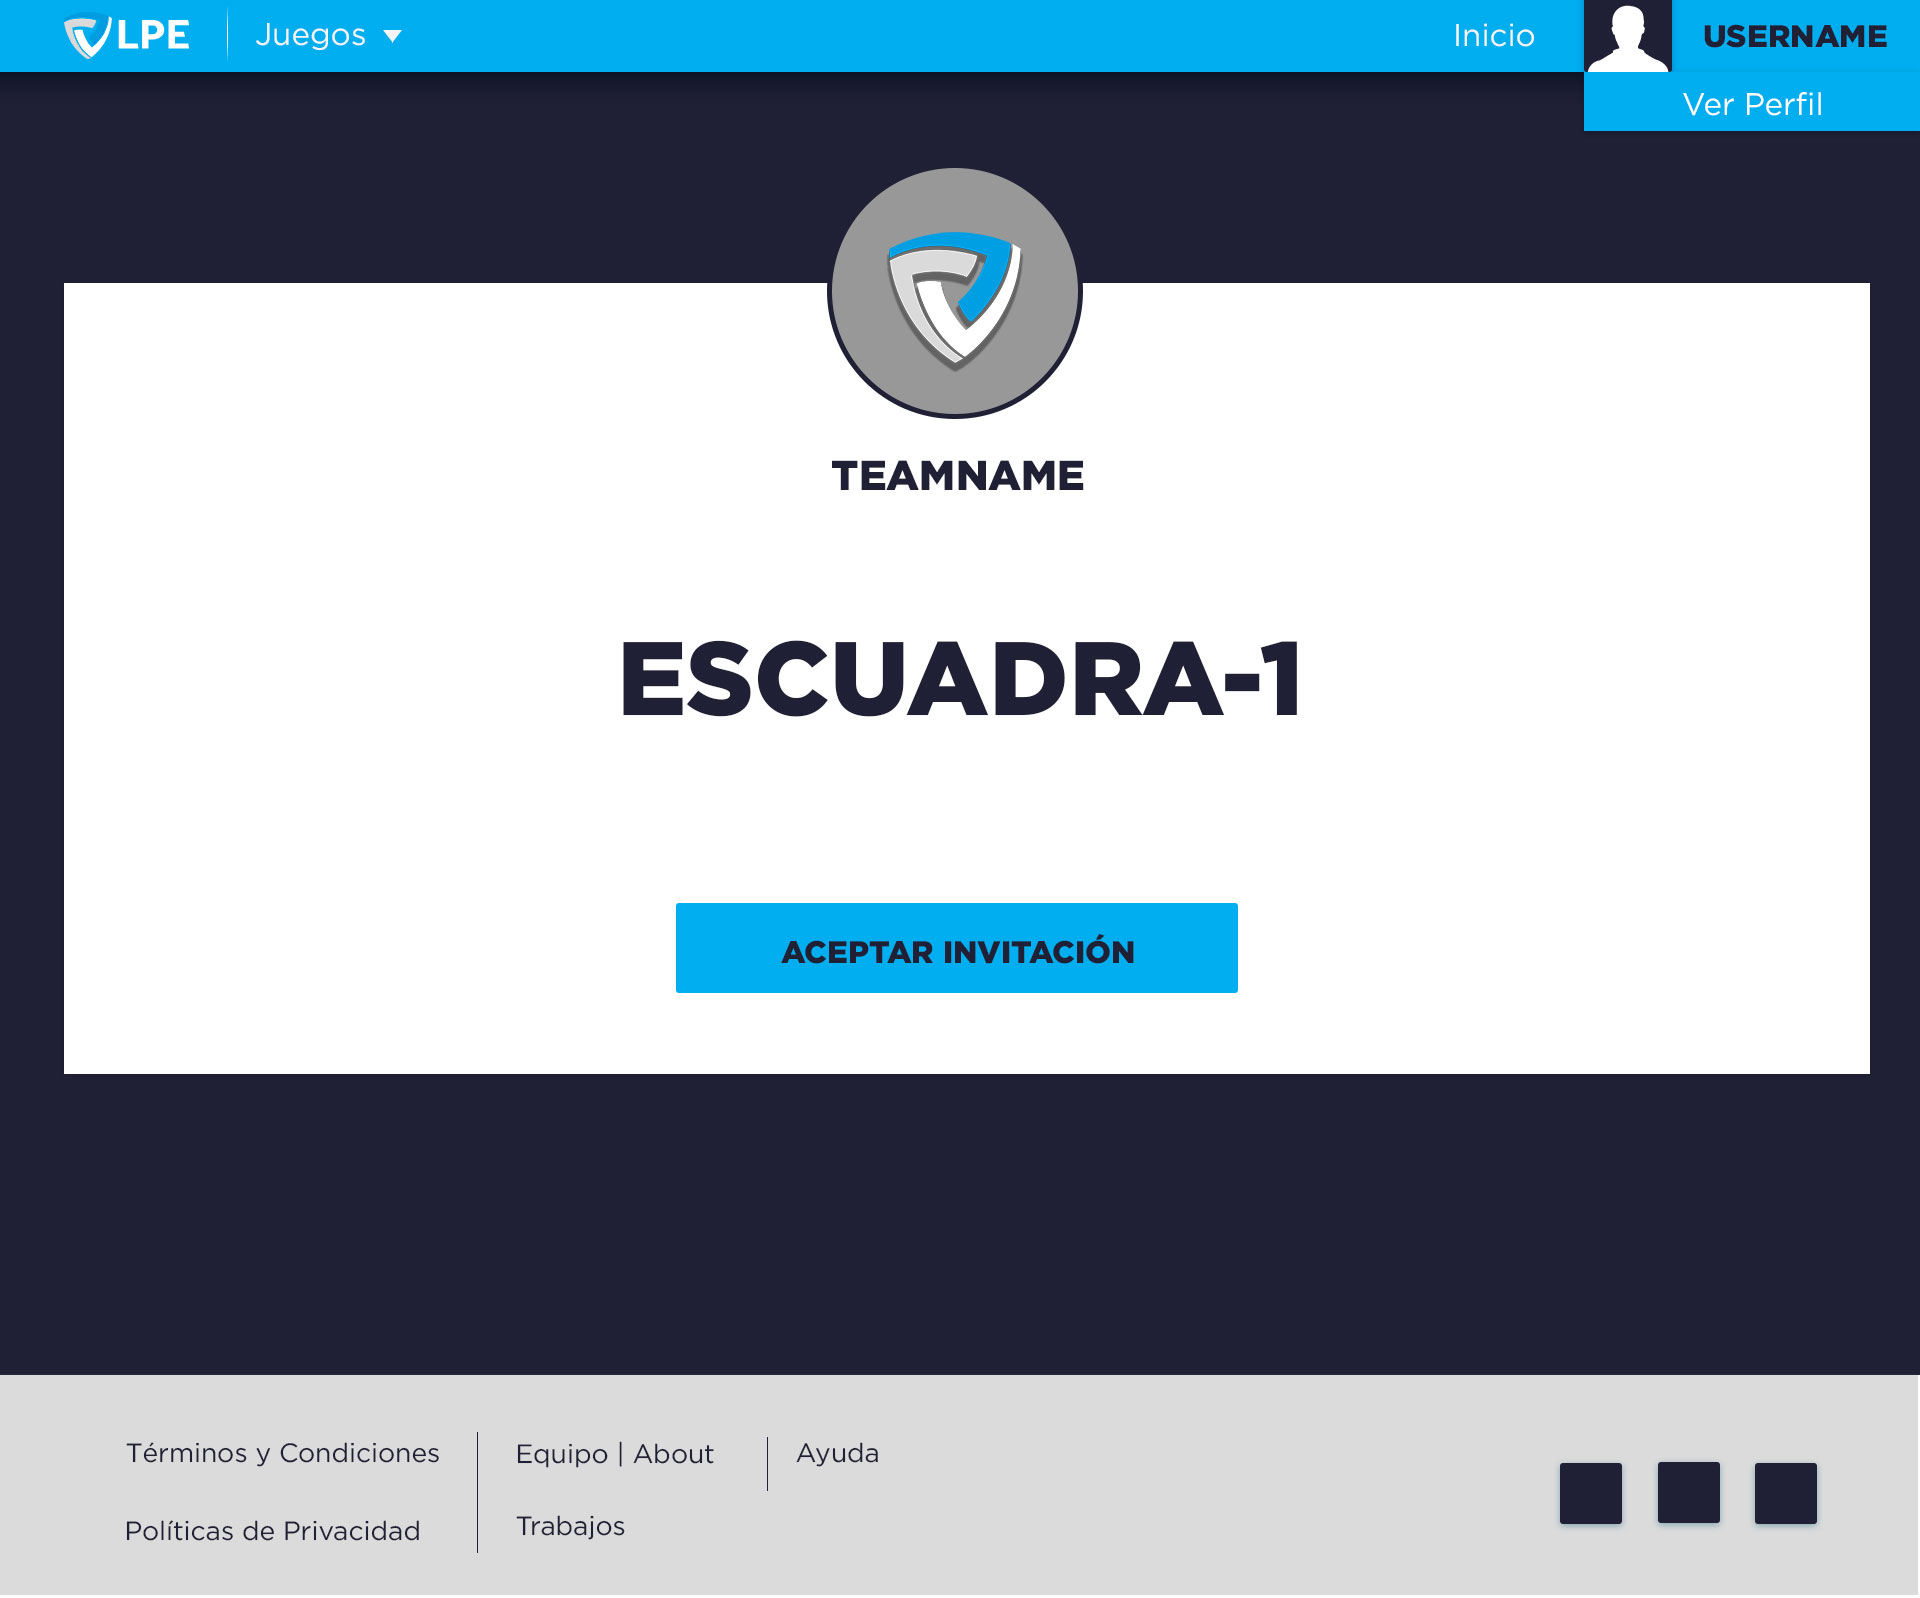 LPE
Juegos
Inicio
USERNAME
Ver Perfil
TEAMNAME
ESCUADRA-1
ACEPTAR INVITACIÓN
Términos y Condiciones
Equipo | About
Ayuda
Políticas de Privacidad
Trabajos